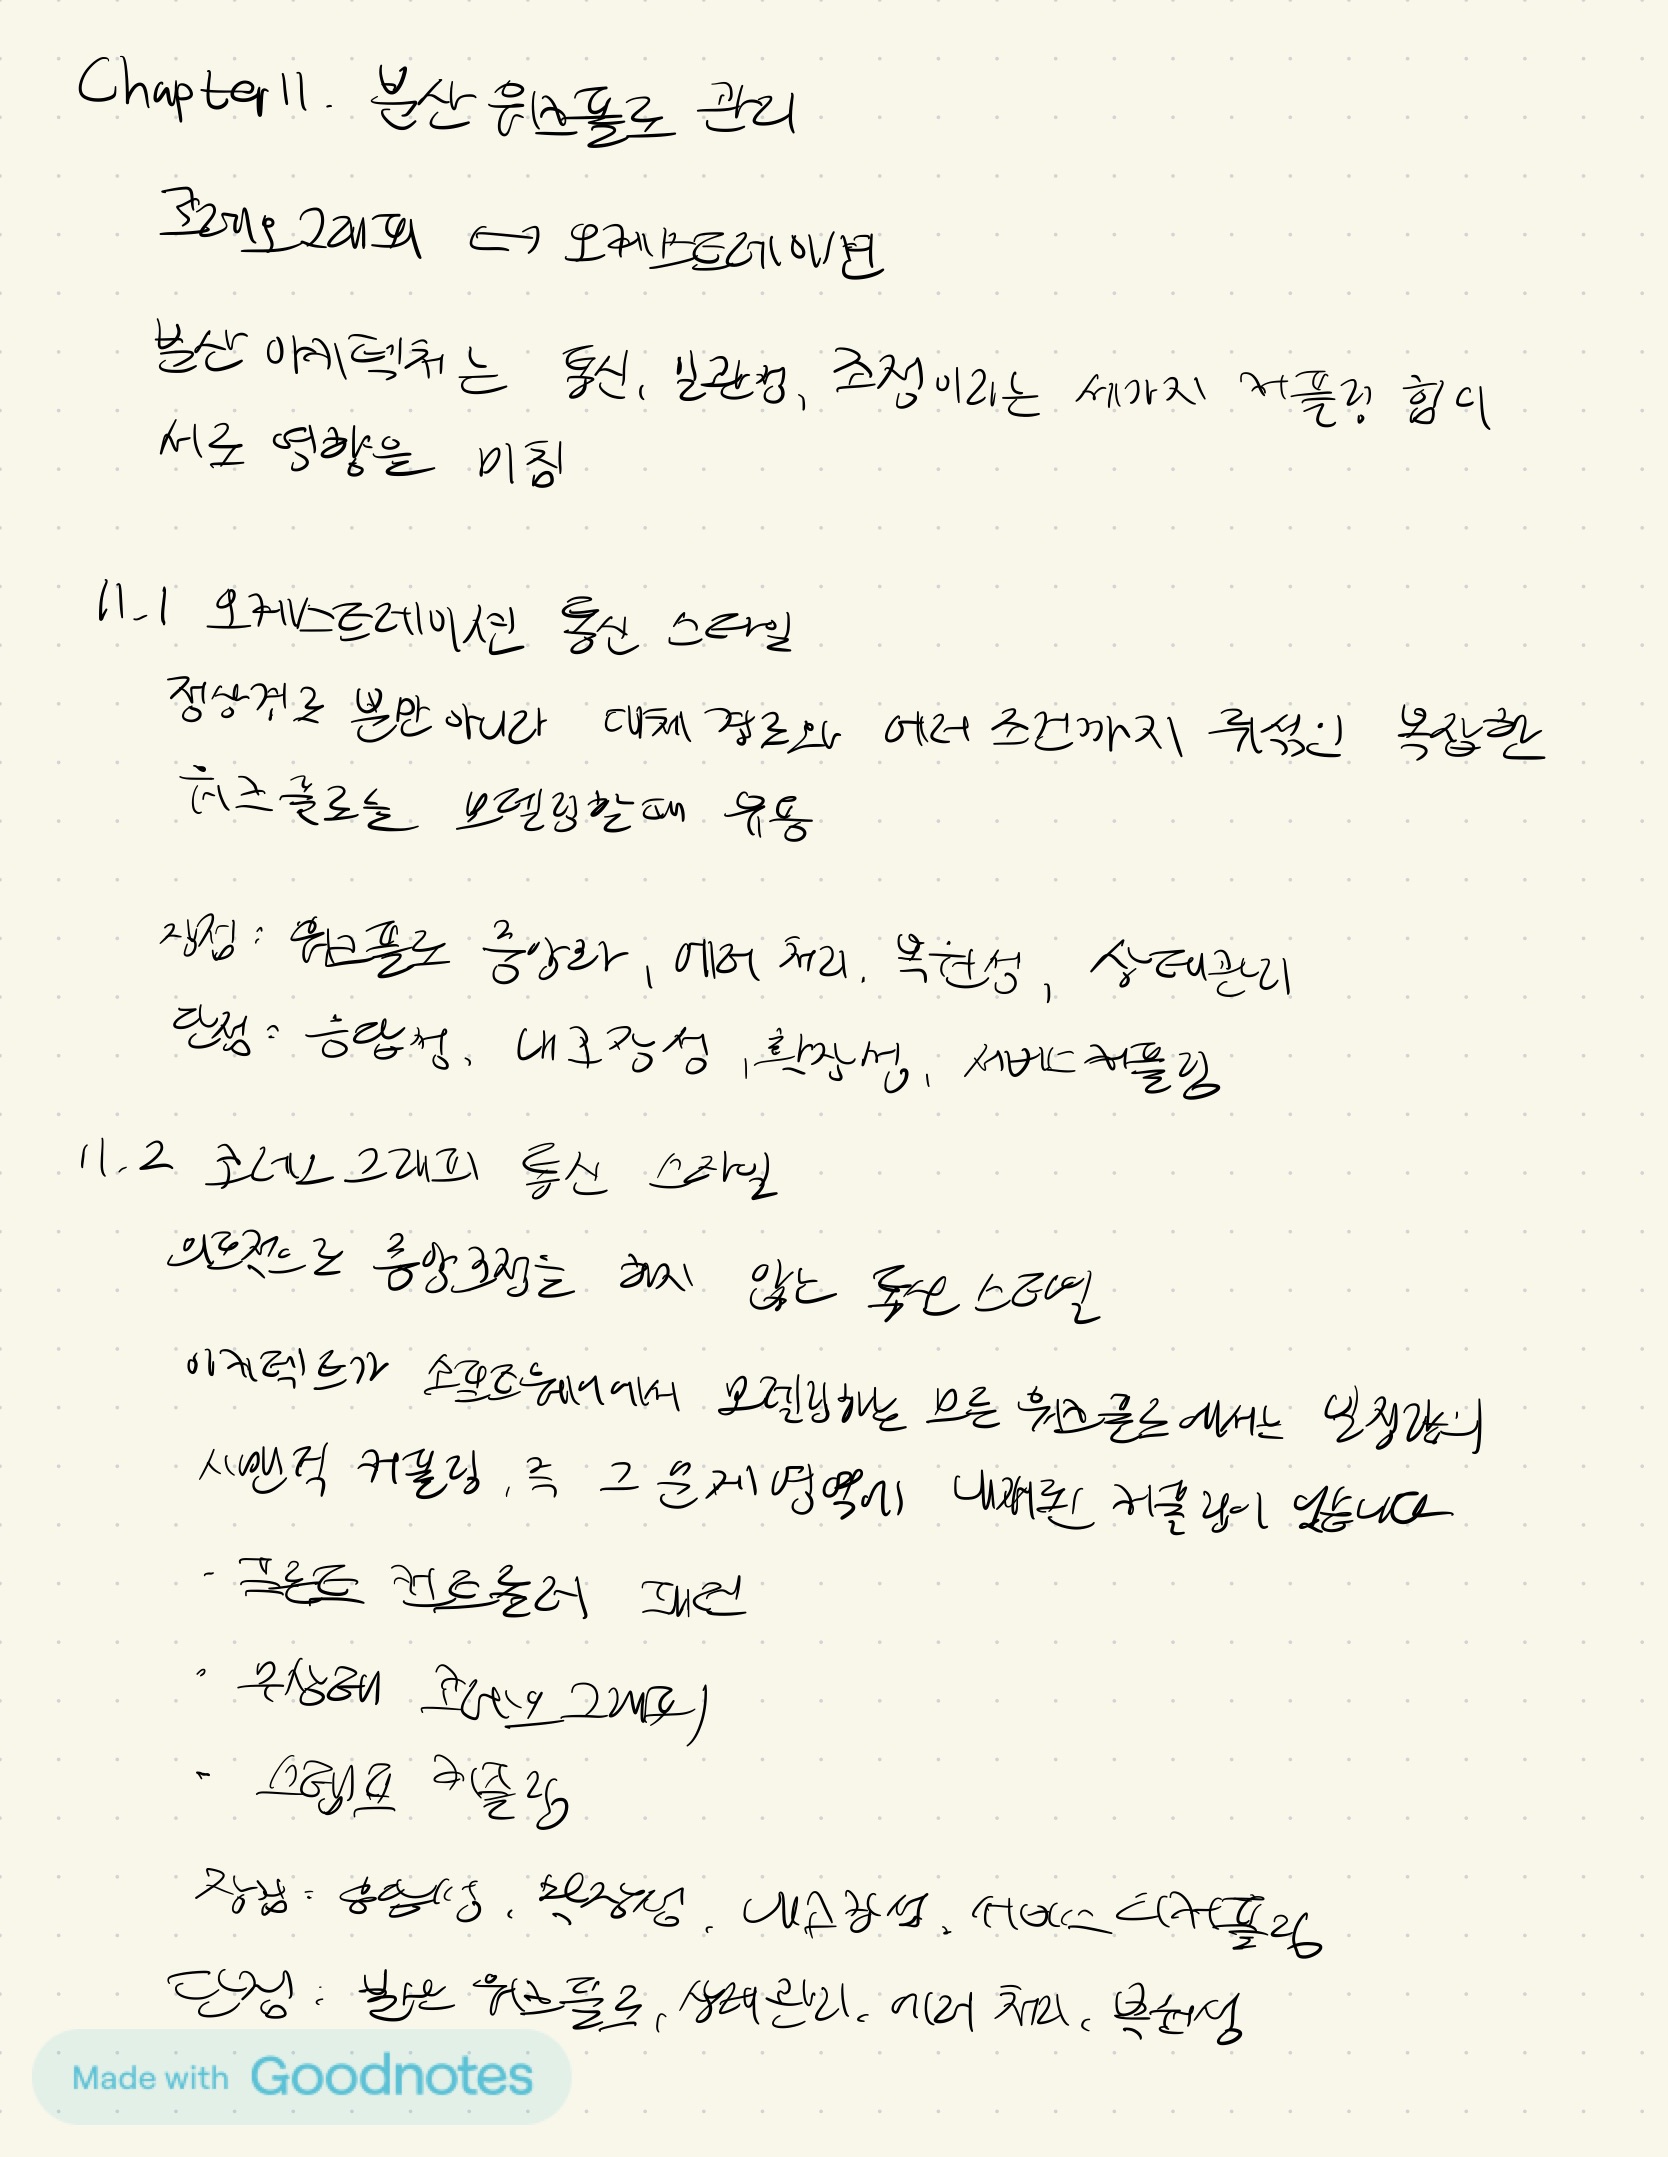 Chapter 11. 분산 워크플로 관리
코레오그래피 ↔ 오케스트레이션
분산 아키텍처는 통신, 일관성, 조정이라는 세가지 커플링 힘이
서로 영향을 미침
11.1 오케스트레이션 통신 스타일
정상경로 뿐만 아니라 대체 경로와 에러 조건까지 뒤섞인 복잡한
워크플로를 모델링할 때 유용
장점 : 워크플로 중앙화, 에러 처리, 복원성, 상태관리
단점 : 응답성, 내고장성, 확장성, 서비스 커플링
11.2 코레오그래피 통신 스타일
의도적으로 중앙조정을 하지 않는 통신 스타일
아키텍트가 소프트웨어에서 모델링하는 모든 워크플로에서는 일정량의
시맨틱 커플링, 즉 그 문제 영역에 내재된 커플링이 있습니다
- 프론트 컨트롤러 패턴
- 무상태 코레오그래피
- 스탬프 커플링
장점 : 응답성, 확장성, 내고장성, 서비스 디커플링
단점 : 분산 워크플로, 상태관리, 에러 처리, 복원성
Made with Goodnotes